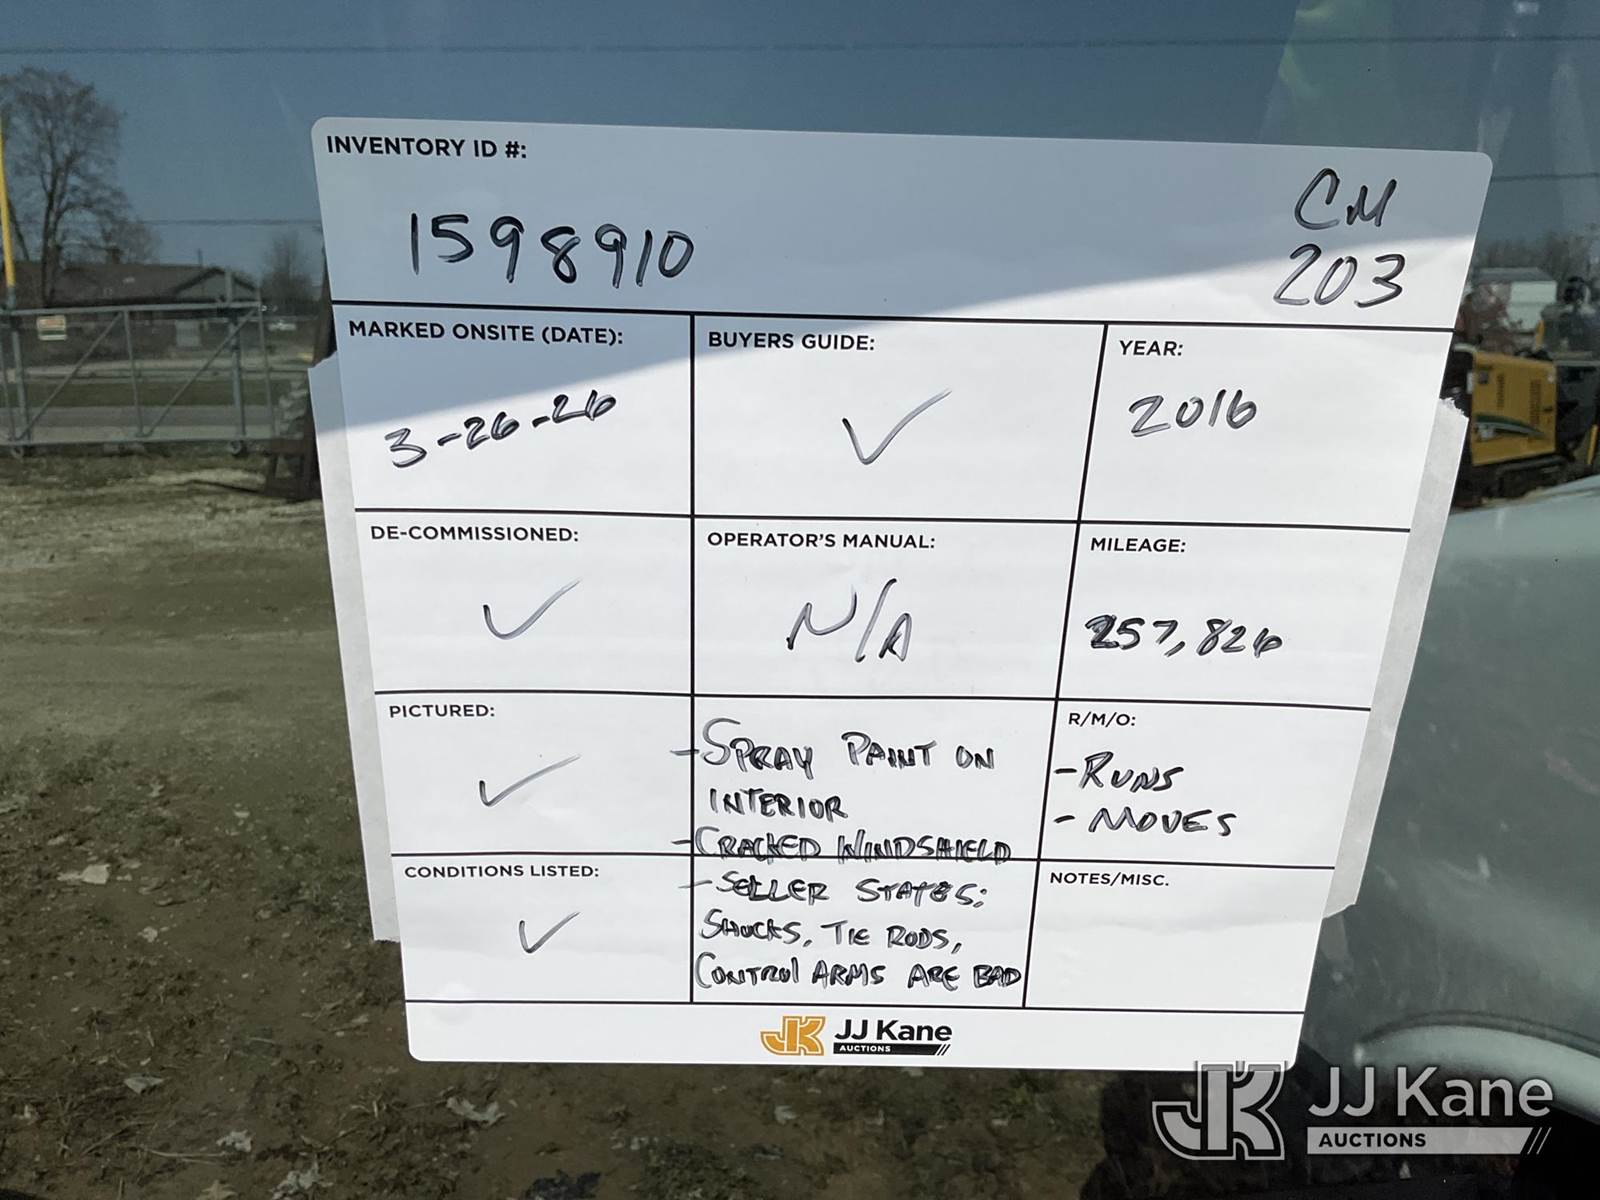 INVENTORY ID #:
1598910
CM
203
MARKED ONSITE (DATE):
3-26-26
BUYERS GUIDE:
✓
YEAR:
2016
DE-COMMISSIONED:
✓
OPERATOR'S MANUAL:
N/A
MILEAGE:
257,826
PICTURED:
✓
- SPRAY PAINT ON
INTERIOR
- CRACKED WINDSHIELD
- SELLER STATES:
SHOCKS, TIE RODS,
CONTROL ARMS ARE BAD
R/M/O:
- RUNS
- MOVES
CONDITIONS LISTED:
✓
NOTES/MISC.
JK JJ Kane
AUCTIONS
JK JJ Kane
AUCTIONS